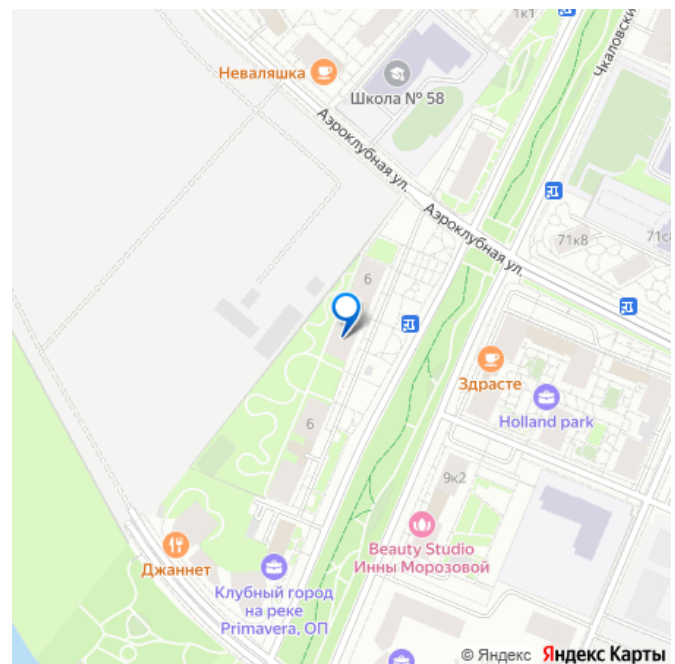 1к1
Чкаловски
Неваляшка
Школа № 58
Аэроклубная ул.
Аэроклубная ул.
71к8
71с
6
Здрасте
Holland park
6
9к2
Beauty Studio
Инны Морозовой
Джаннет
Клубный город
на реке
Primavera, ОП
© Яндекс Яндекс Карты